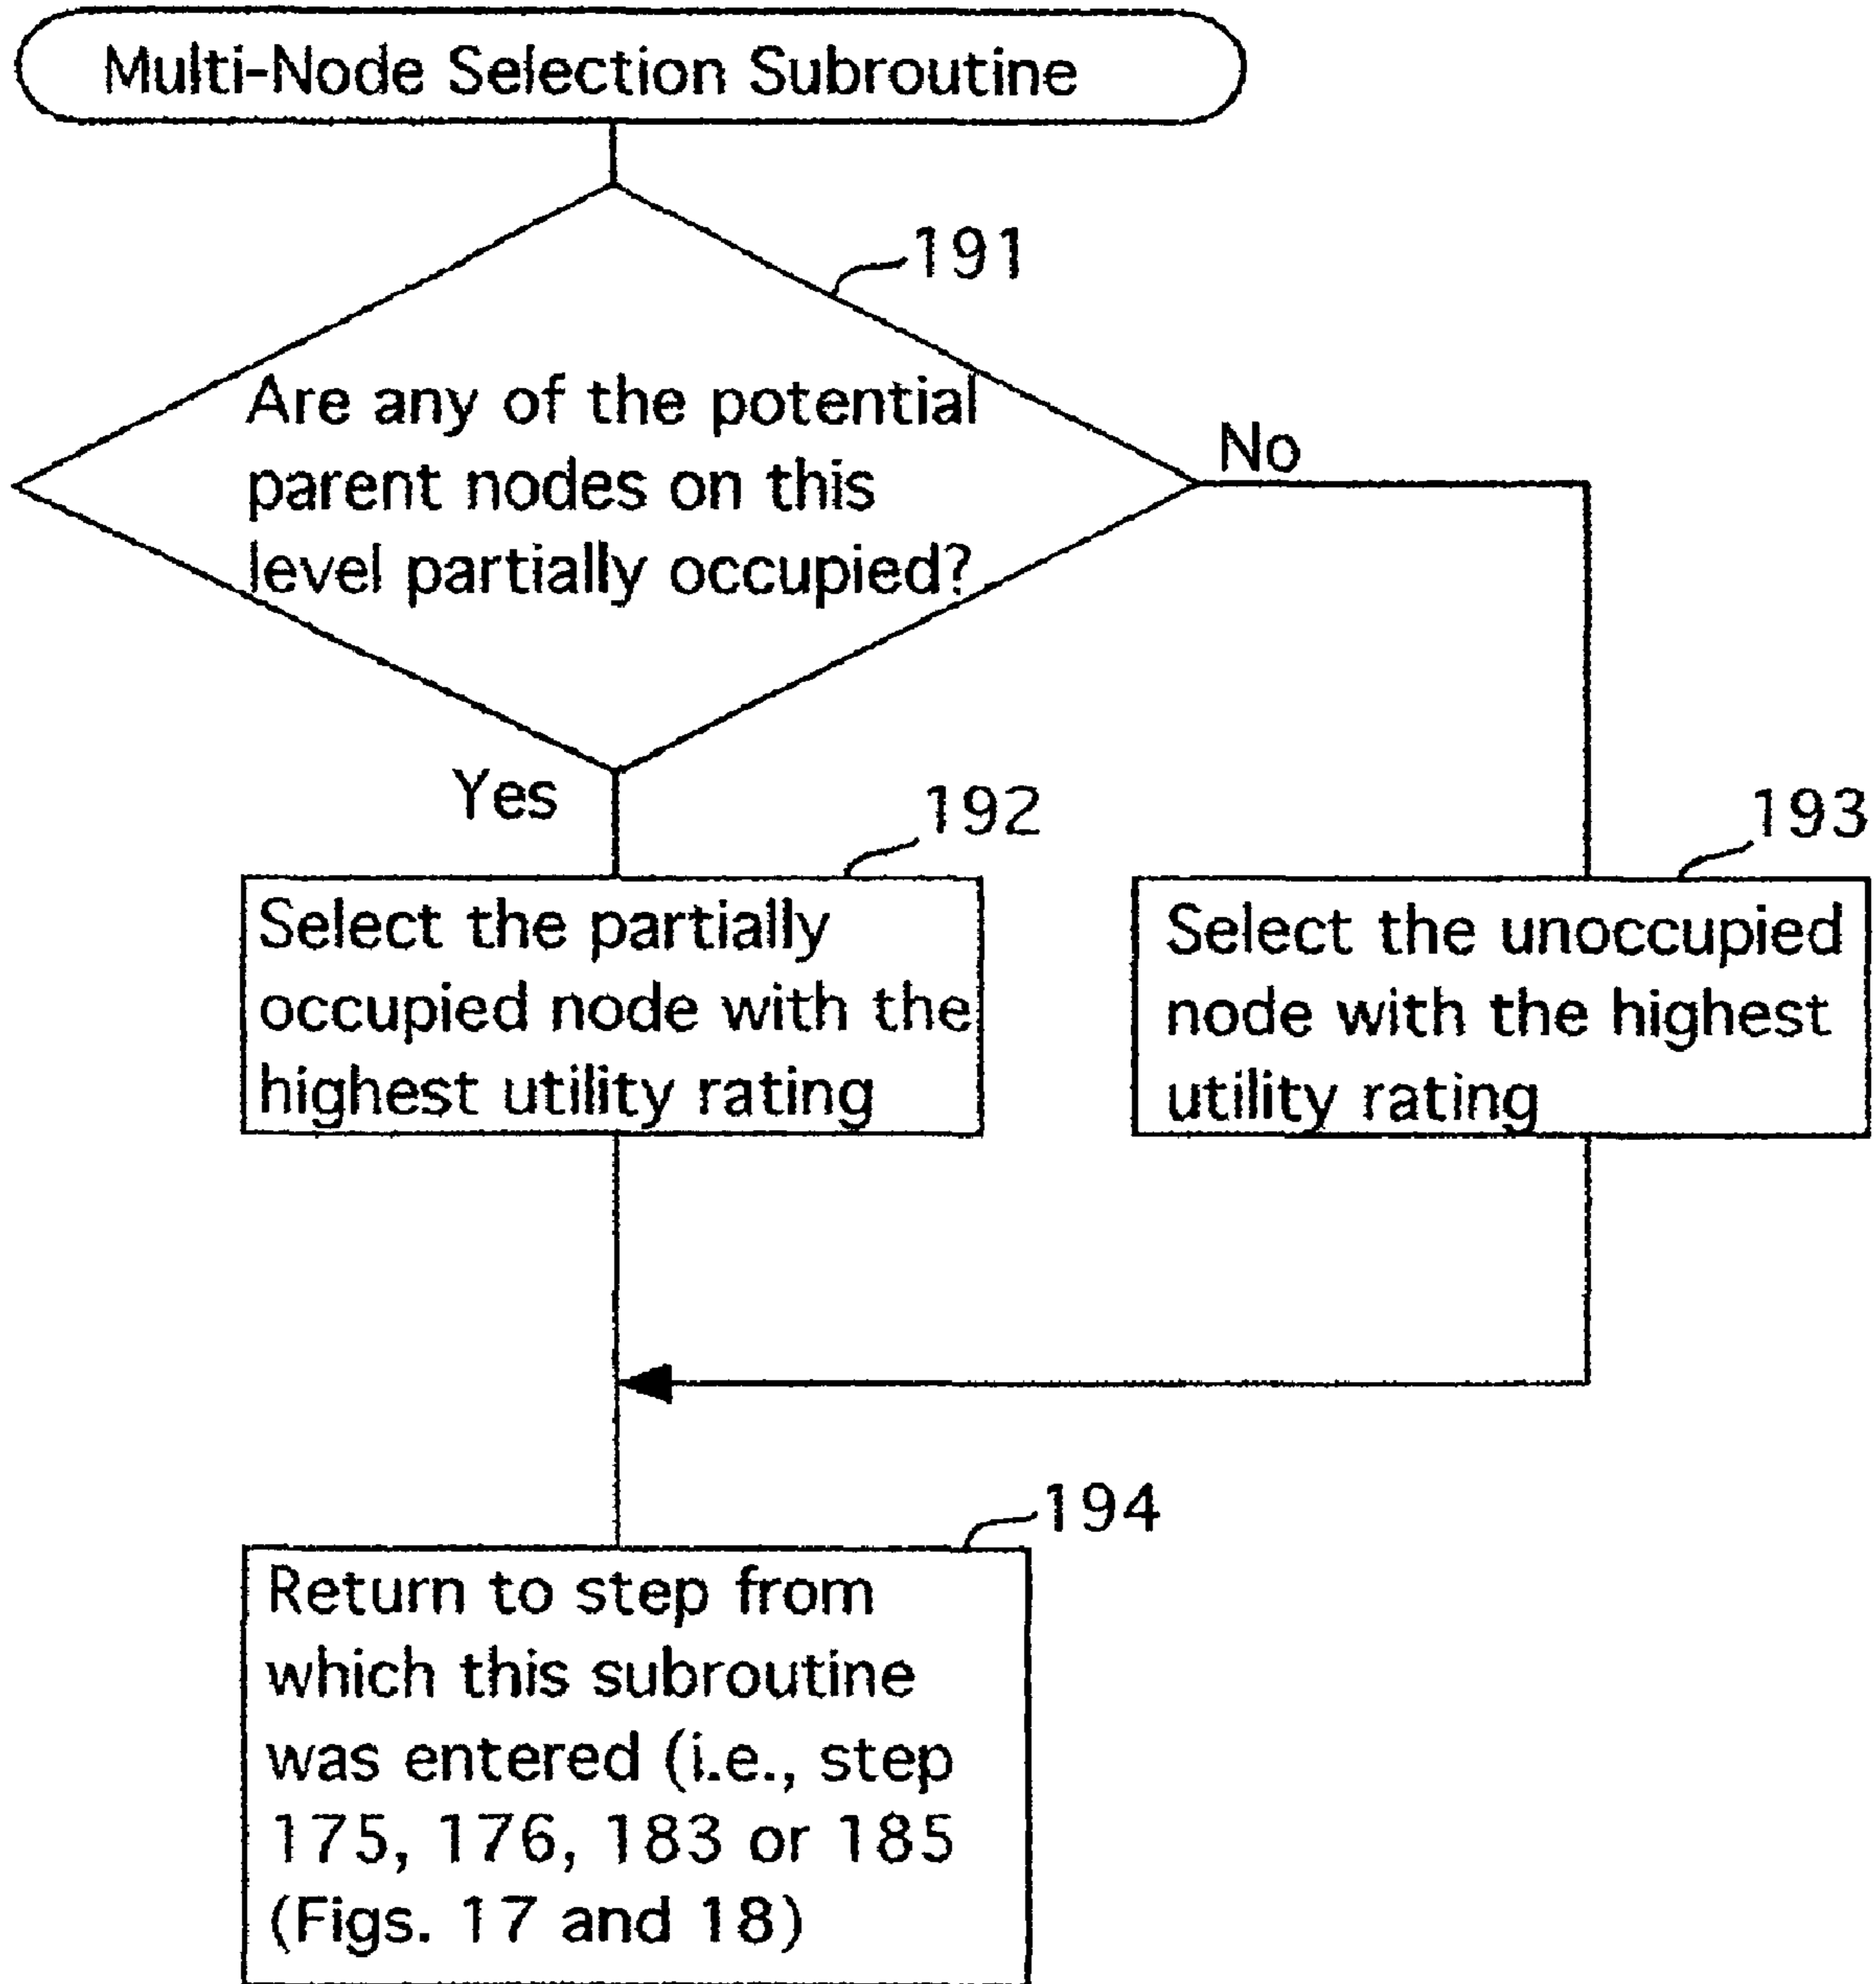 Multi-Node Selection Subroutine
191
Are any of the potential
parent nodes on this
level partially occupied?
No
Yes
192
Select the partially
occupied node with the
highest utility rating
193
Select the unoccupied
node with the highest
utility rating
194
Return to step from
which this subroutine
was entered (i.e., step
175, 176, 183 or 185
(Figs. 17 and 18)